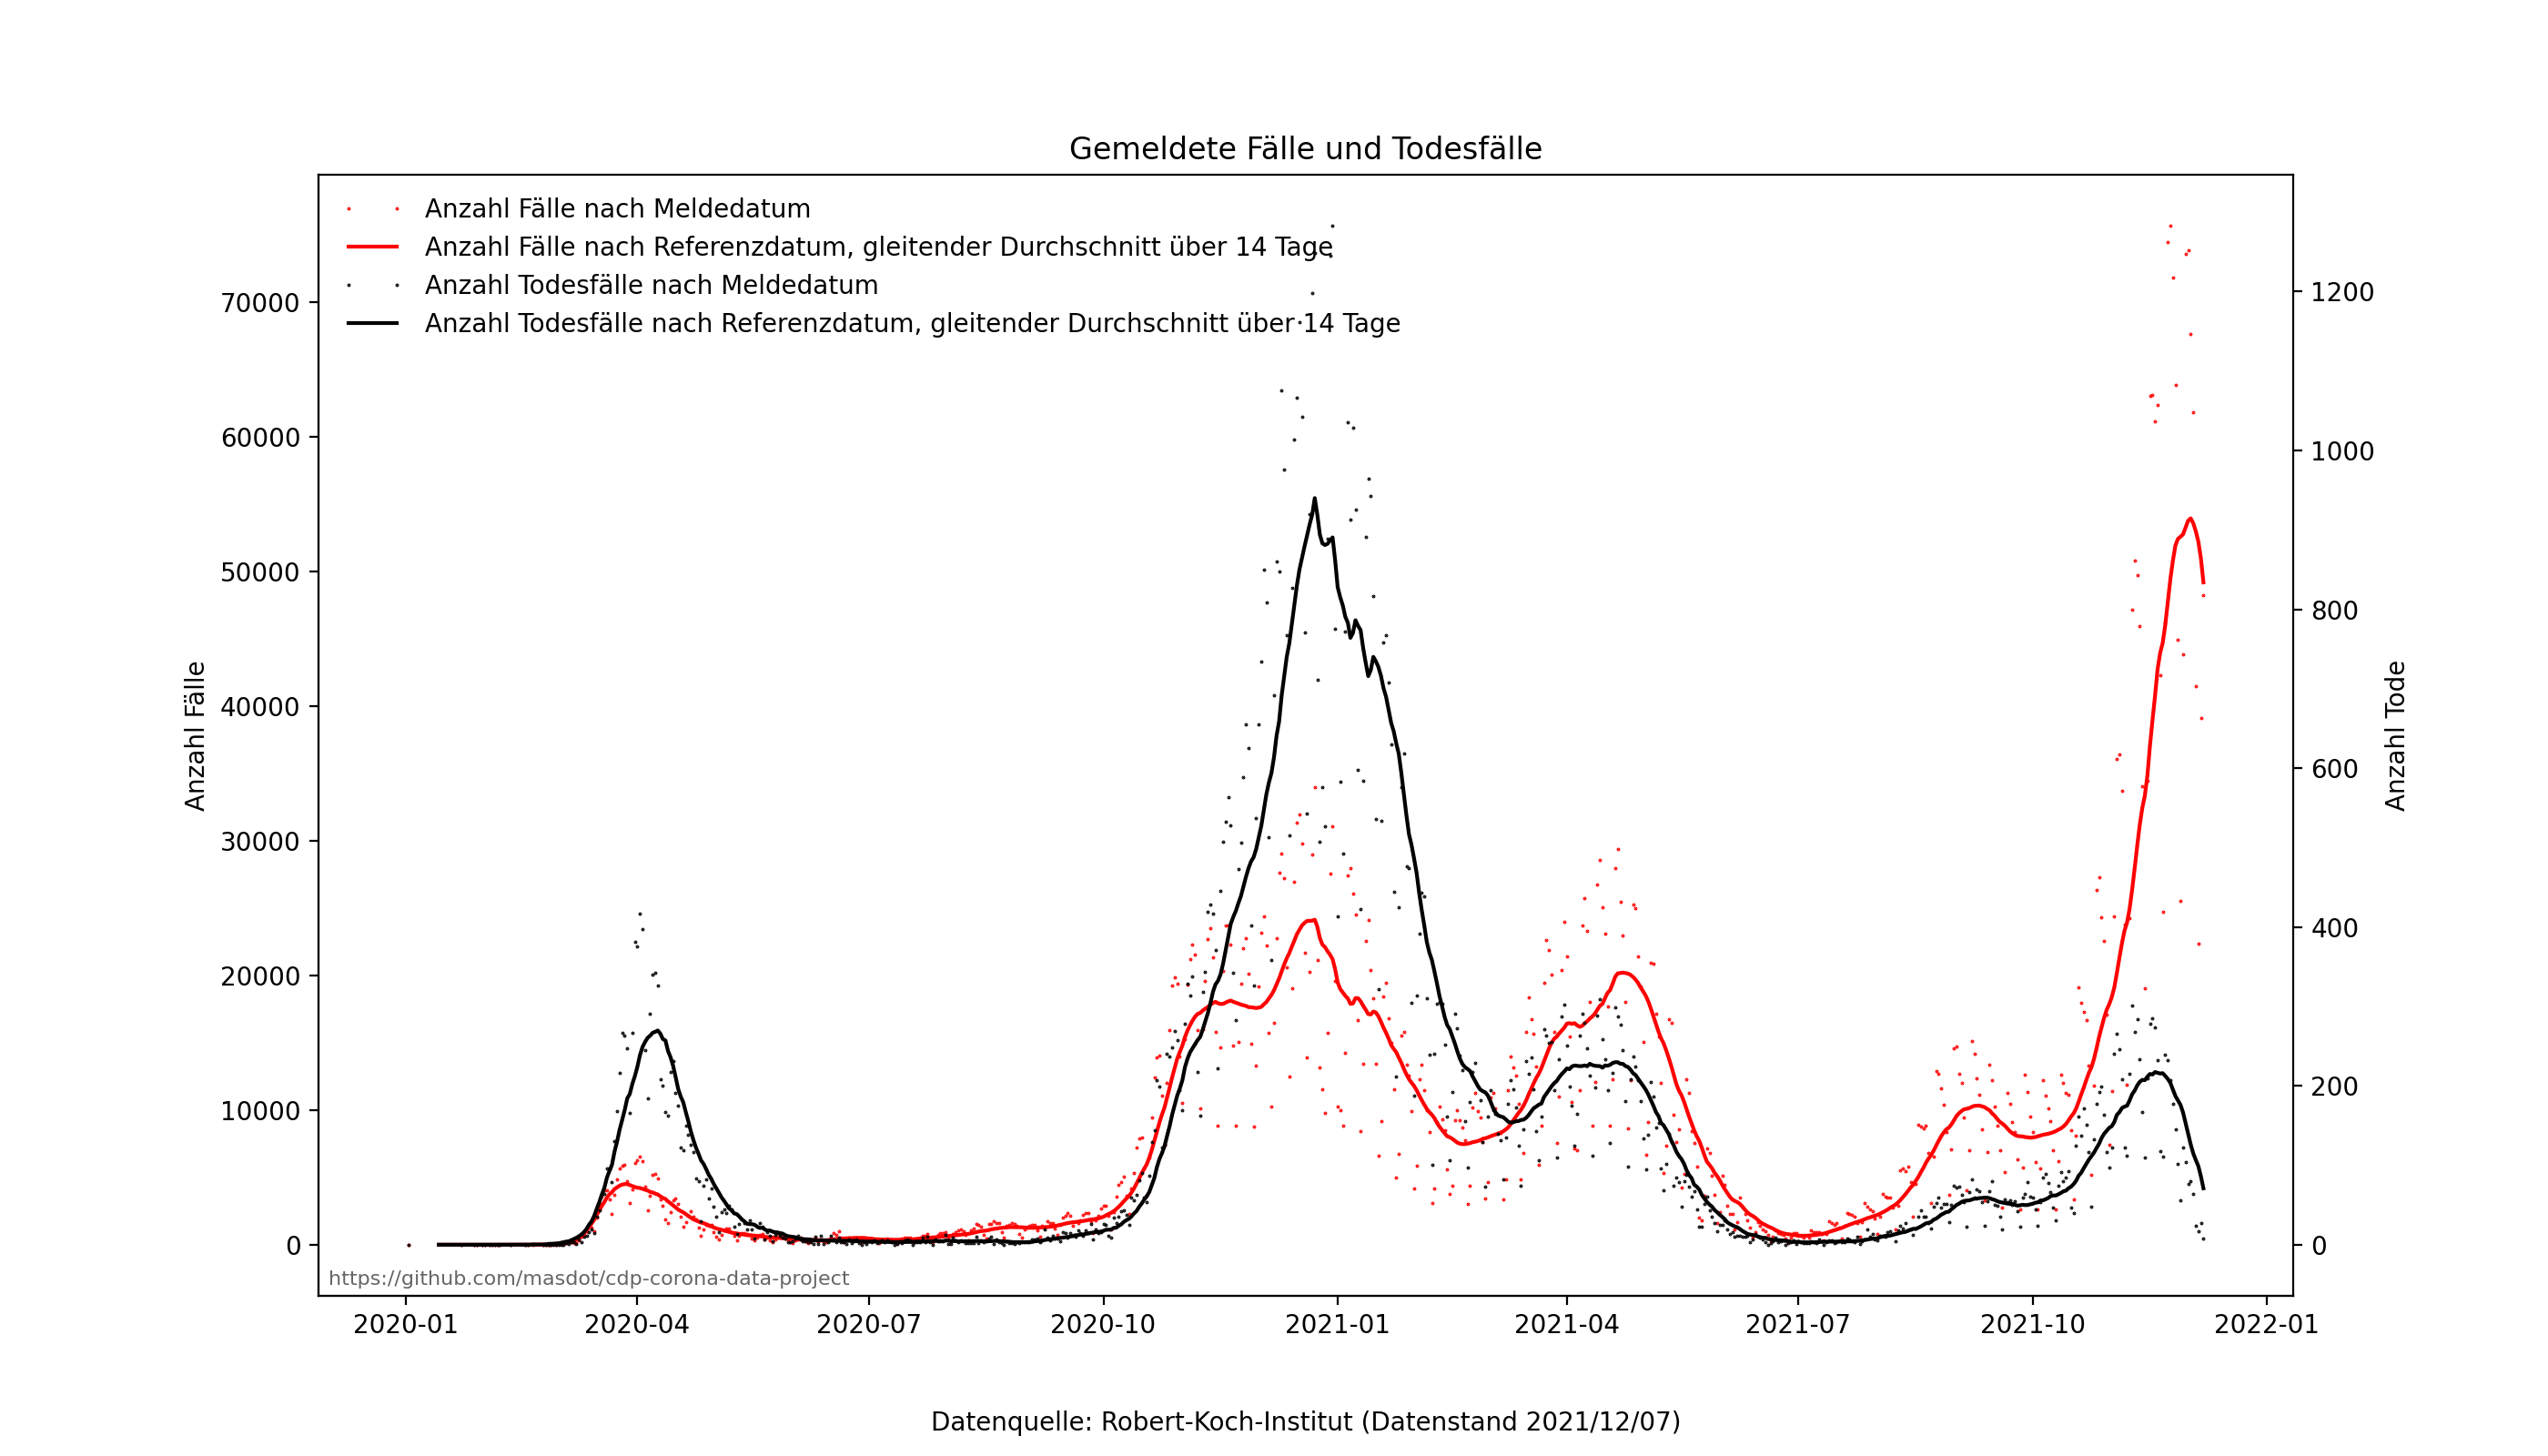 Gemeldete Fälle und Todesfälle
Anzahl Fälle nach Meldedatum
Anzahl Fälle nach Referenzdatum, gleitender Durchschnitt über 14 Tage
Anzahl Todesfälle nach Meldedatum
Anzahl Todesfälle nach Referenzdatum, gleitender Durchschnitt über 14 Tage
70000
60000
50000
40000
30000
20000
10000
0
Anzahl Fälle
1200
1000
800
600
400
200
0
Anzahl Tode
https://github.com/masdot/cdp-corona-data-project
2020-01 2020-04 2020-07 2020-10 2021-01 2021-04 2021-07 2021-10 2022-01
Datenquelle: Robert-Koch-Institut (Datenstand 2021/12/07)